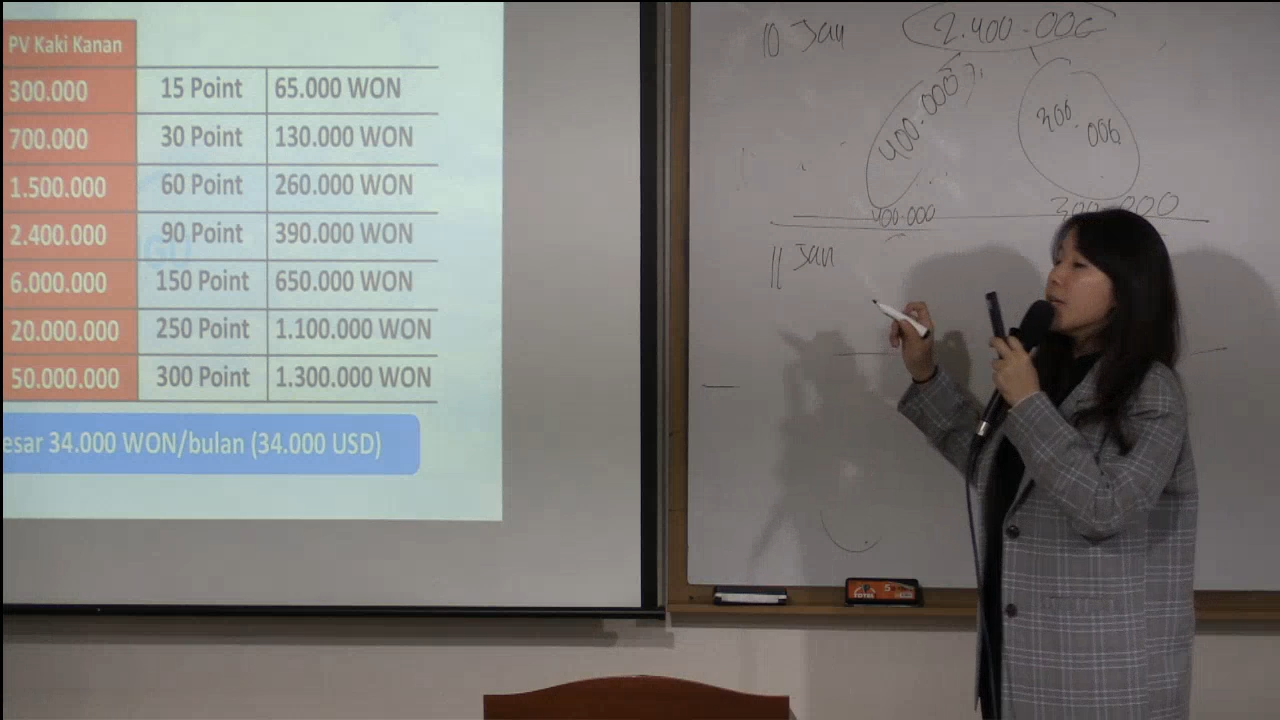 PV Kaki Kanan
300.000 15 Point 65.000 WON
700.000 30 Point 130.000 WON
1.500.000 60 Point 260.000 WON
2.400.000 90 Point 390.000 WON
6.000.000 150 Point 650.000 WON
20.000.000 250 Point 1.100.000 WON
50.000.000 300 Point 1.300.000 WON
esar 34.000 WON/bulan (34.000 USD)
10 Jan 2.400.000
400.000
300.000
400.000 300.000
11 Jan
TOTAL